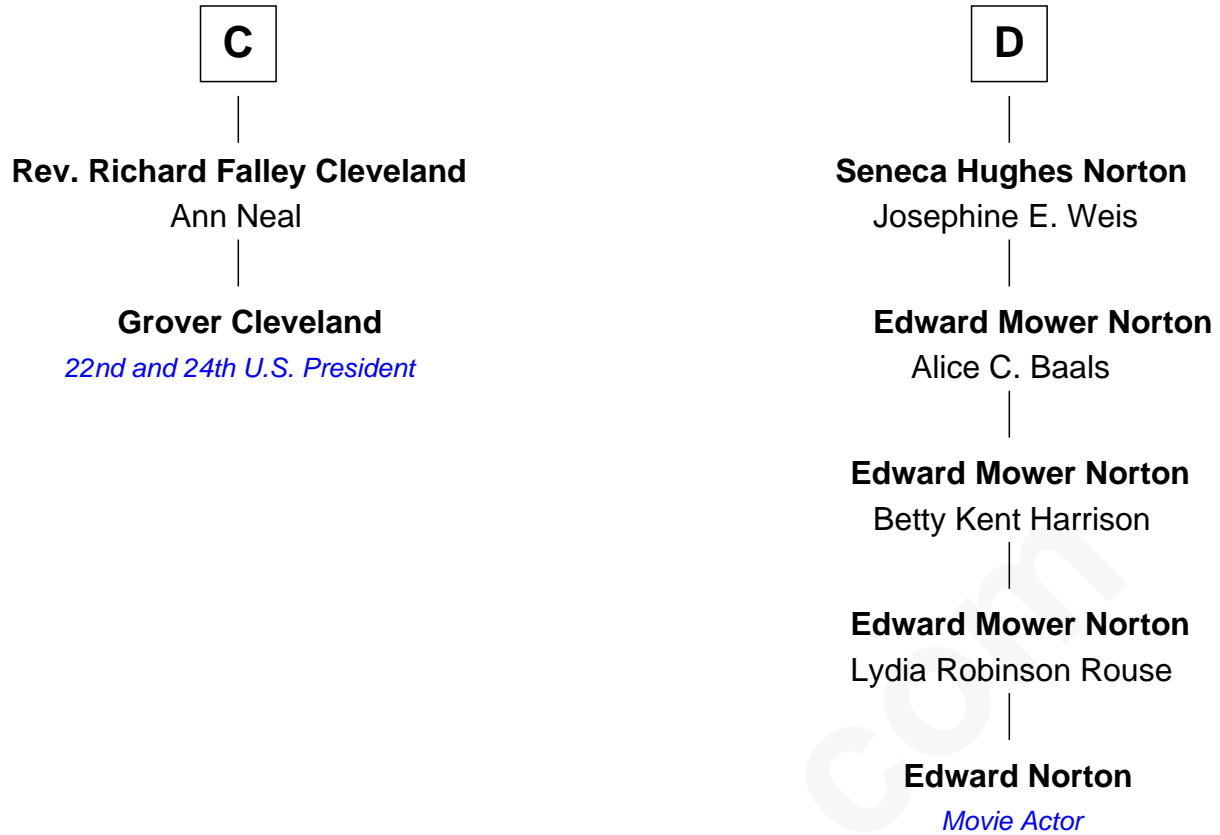 C
Rev. Richard Falley Cleveland
Ann Neal
Grover Cleveland
22nd and 24th U.S. President
D
Seneca Hughes Norton
Josephine E. Weis
Edward Mower Norton
Alice C. Baals
Edward Mower Norton
Betty Kent Harrison
Edward Mower Norton
Lydia Robinson Rouse
Edward Norton
Movie Actor
com